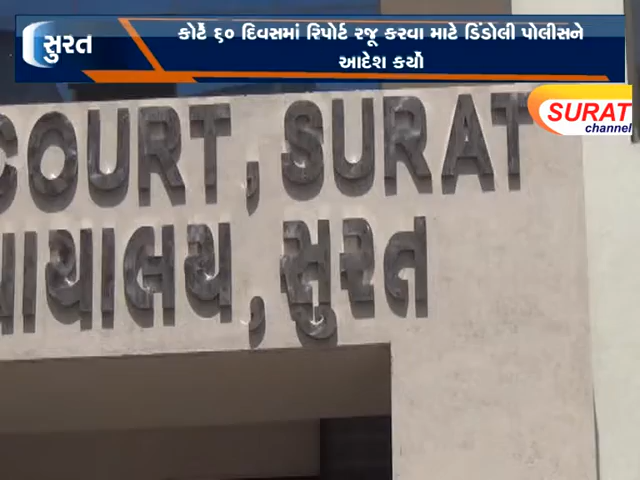 સુરત
કોર્ટે ૬૦ દિવસમાં રિપોર્ટ રજૂ કરવા માટે ડિંડોલી પોલીસને
આદેશ કર્યો
SURAT
channel
COURT, SURAT
યાયાલય, સુરત